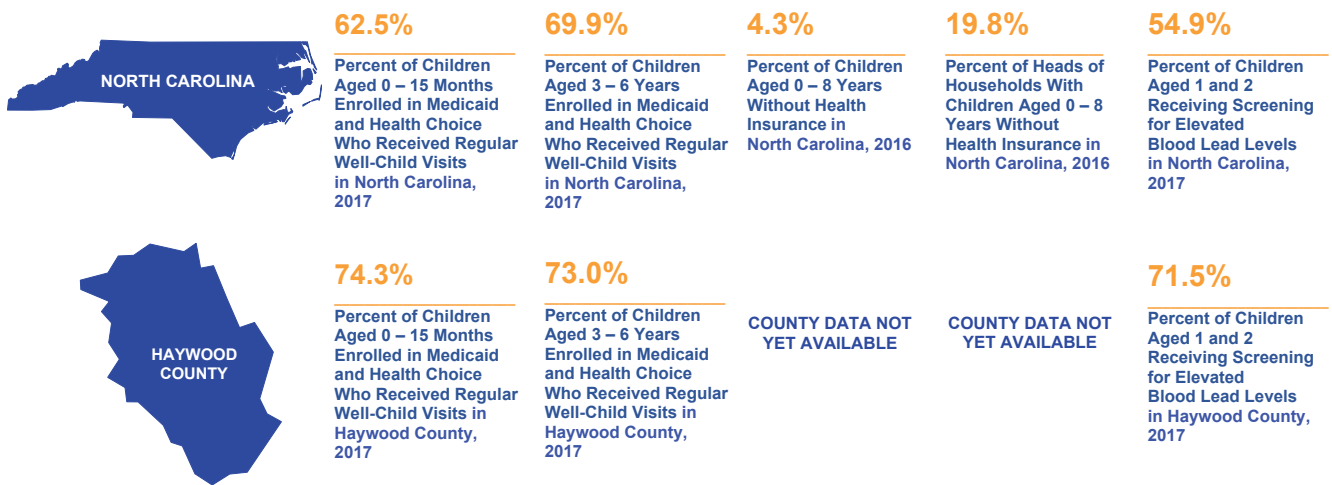 NORTH CAROLINA
62.5%
Percent of Children
Aged 0 – 15 Months
Enrolled in Medicaid
and Health Choice
Who Received Regular
Well-Child Visits
in North Carolina,
2017
69.9%
Percent of Children
Aged 3 – 6 Years
Enrolled in Medicaid
and Health Choice
Who Received Regular
Well-Child Visits
in North Carolina,
2017
4.3%
Percent of Children
Aged 0 – 8 Years
Without Health
Insurance in
North Carolina, 2016
19.8%
Percent of Heads of
Households With
Children Aged 0 – 8
Years Without
Health Insurance in
North Carolina, 2016
54.9%
Percent of Children
Aged 1 and 2
Receiving Screening
for Elevated
Blood Lead Levels
in North Carolina,
2017
HAYWOOD
COUNTY
74.3%
Percent of Children
Aged 0 – 15 Months
Enrolled in Medicaid
and Health Choice
Who Received Regular
Well-Child Visits in
Haywood County,
2017
73.0%
Percent of Children
Aged 3 – 6 Years
Enrolled in Medicaid
and Health Choice
Who Received Regular
Well-Child Visits in
Haywood County,
2017
COUNTY DATA NOT
YET AVAILABLE
COUNTY DATA NOT
YET AVAILABLE
71.5%
Percent of Children
Aged 1 and 2
Receiving Screening
for Elevated
Blood Lead Levels
in Haywood County,
2017